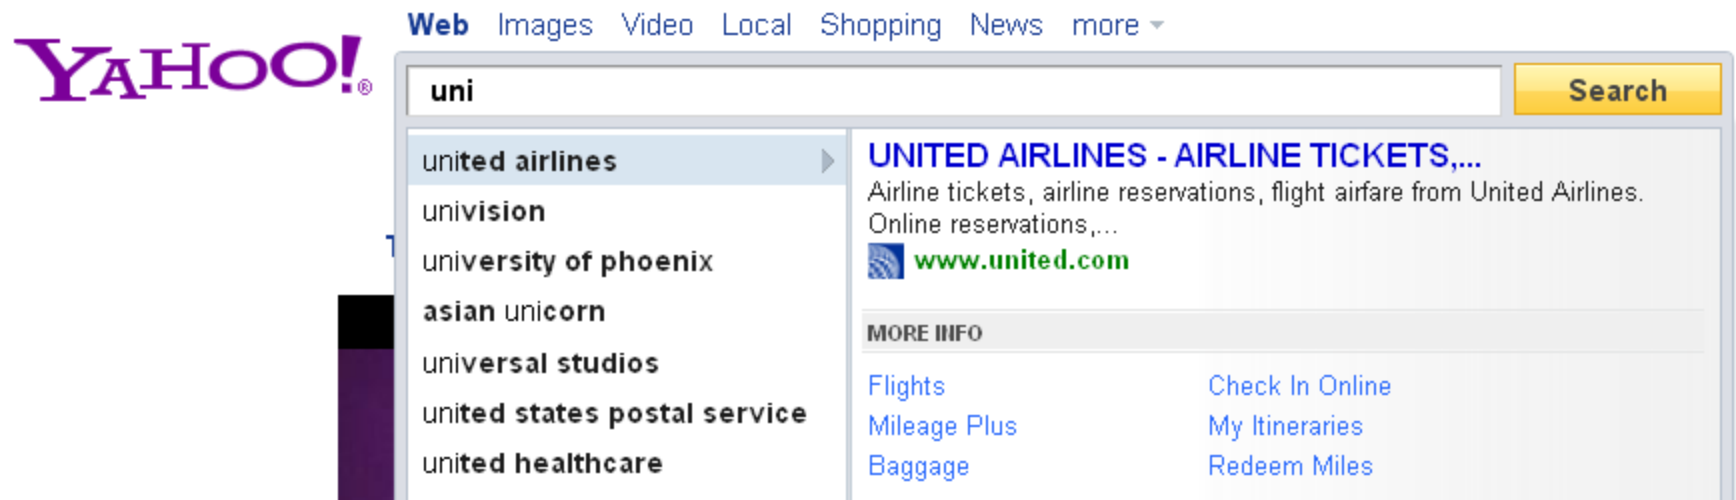 Web Images Video Local Shopping News more
YAHOO!®
uni
Search
united airlines
univision
university of phoenix
asian unicorn
universal studios
united states postal service
united healthcare
UNITED AIRLINES - AIRLINE TICKETS,...
Airline tickets, airline reservations, flight airfare from United Airlines.
Online reservations,...
www.united.com
MORE INFO
Flights
Check In Online
Mileage Plus
My Itineraries
Baggage
Redeem Miles